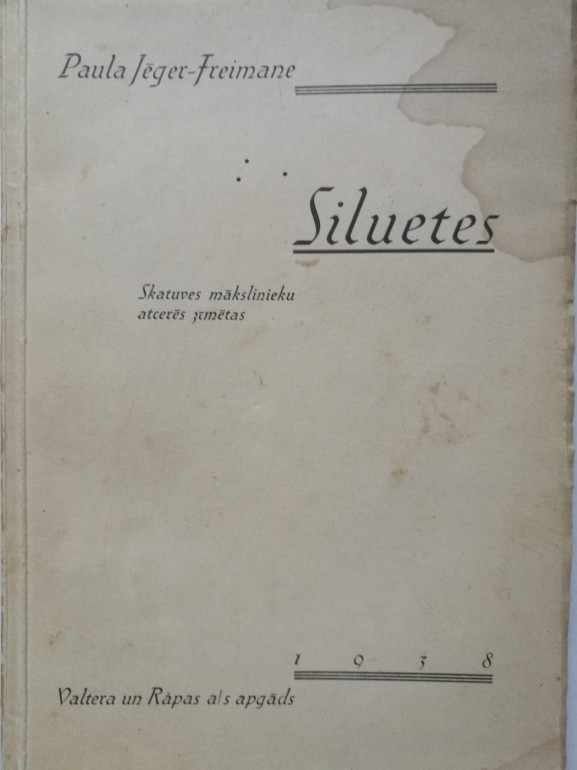 Paula Jēger-Freimane
Siluetes
Skatuves mākslinieku
atcerēs zīmētas
1938
Valtera un Rāpas a/s apgāds